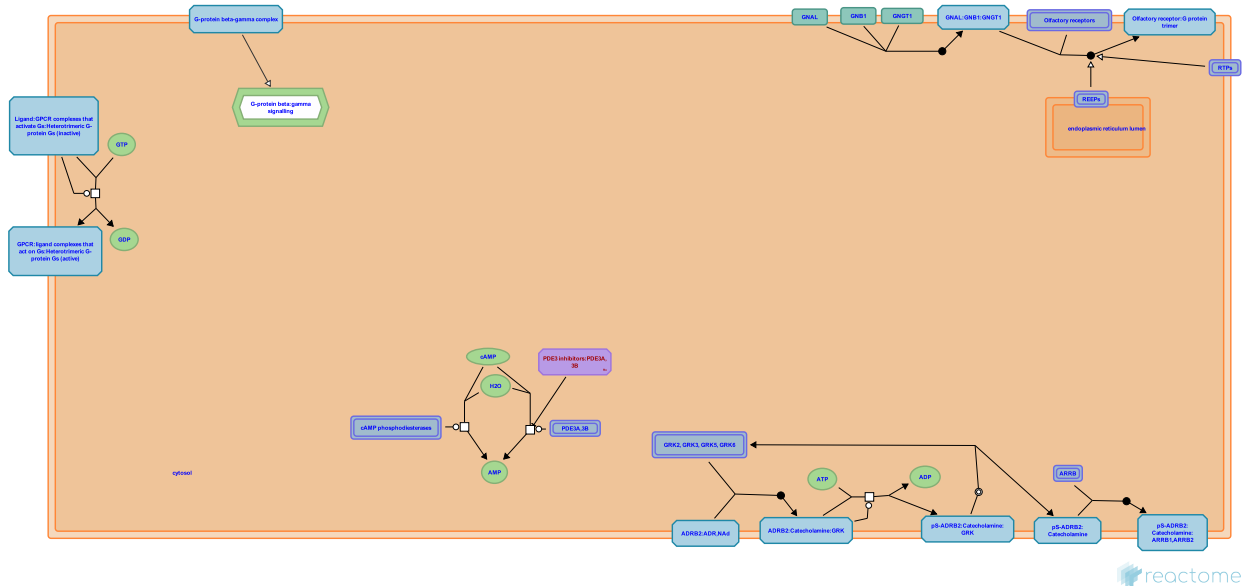 G-protein beta-gamma complex
GNAL
GNB1
GNGT1
GNAL:GNB1:GNGT1
Olfactory receptors
Olfactory receptor:G protein
trimer
RTPs
REEPs
endoplasmic reticulum lumen
G-protein beta:gamma
signalling
Ligand:GPCR complexes that
activate Gs:Heterotrimeric G-
protein Gs (inactive)
GTP
GPCR:ligand complexes that
act on Gs:Heterotrimeric G-
protein Gs (active)
GDP
cAMP
PDE3 inhibitors:PDE3A,
3B
H2O
cAMP phosphodiesterases
PDE3A,3B
AMP
cytosol
GRK2, GRK3, GRK5, GRK6
ATP
ADP
ARRB
ADRB2:ADR,NAd
ADRB2:Catecholamine:GRK
pS-ADRB2:Catecholamine:
GRK
pS-ADRB2:
Catecholamine
pS-ADRB2:
Catecholamine:
ARRB1,ARRB2
reactome